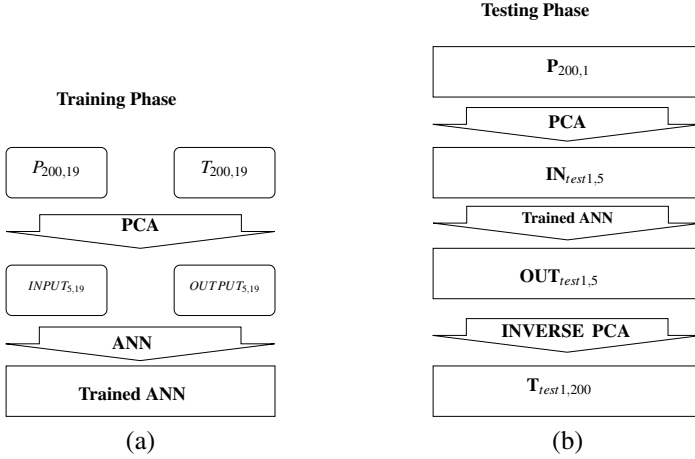 Training Phase
P200,19
T200,19
PCA
INPUT5,19
OUTPUT5,19
ANN
Trained ANN
(a)
Testing Phase
P200,1
PCA
INtest1,5
Trained ANN
OUTtest1,5
INVERSE PCA
Ttest1,200
(b)